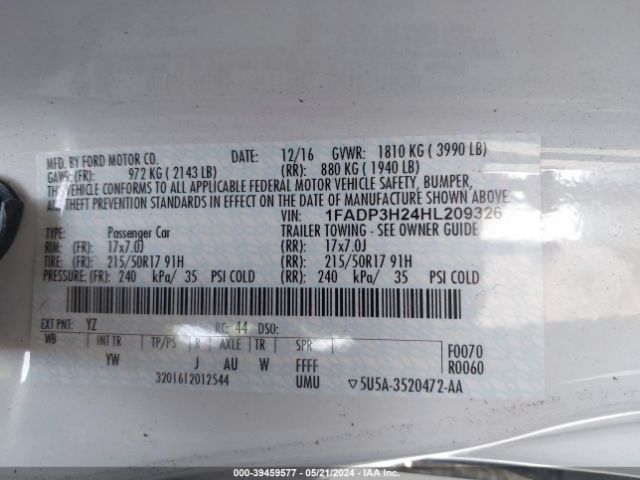 MFD. BY FORD MOTOR CO. DATE: 12/16 GVWR: 1810 KG ( 3990 LB)
GAWR: (FR): 972 KG ( 2143 LB) (RR): 880 KG ( 1940 LB)
THIS VEHICLE CONFORMS TO ALL APPLICABLE FEDERAL MOTOR VEHICLE SAFETY, BUMPER,
AND THEFT PREVENTION STANDARDS IN EFFECT ON THE DATE OF MANUFACTURE SHOWN ABOVE.
VIN: 1FADP3H24HL209326
TYPE: Passenger Car TRAILER TOWING - SEE OWNER GUIDE
RIM: (FR): 17x7.0J (RR): 17x7.0J
TIRE: (FR): 215/50R17 91H (RR): 215/50R17 91H
PRESSURE: (FR): 240 kPa/ 35 PSI COLD (RR): 240 kPa/ 35 PSI COLD
EXT PNT: YZ RC: 44 DSO:
WB INT TR TP/PS R AXLE TR SPR F0070
YW J AU W FFFF R0060
3201612012544 UMU ▽5U5A-3520472-AA
000-39459577 - 05/21/2024 - IAA Inc.